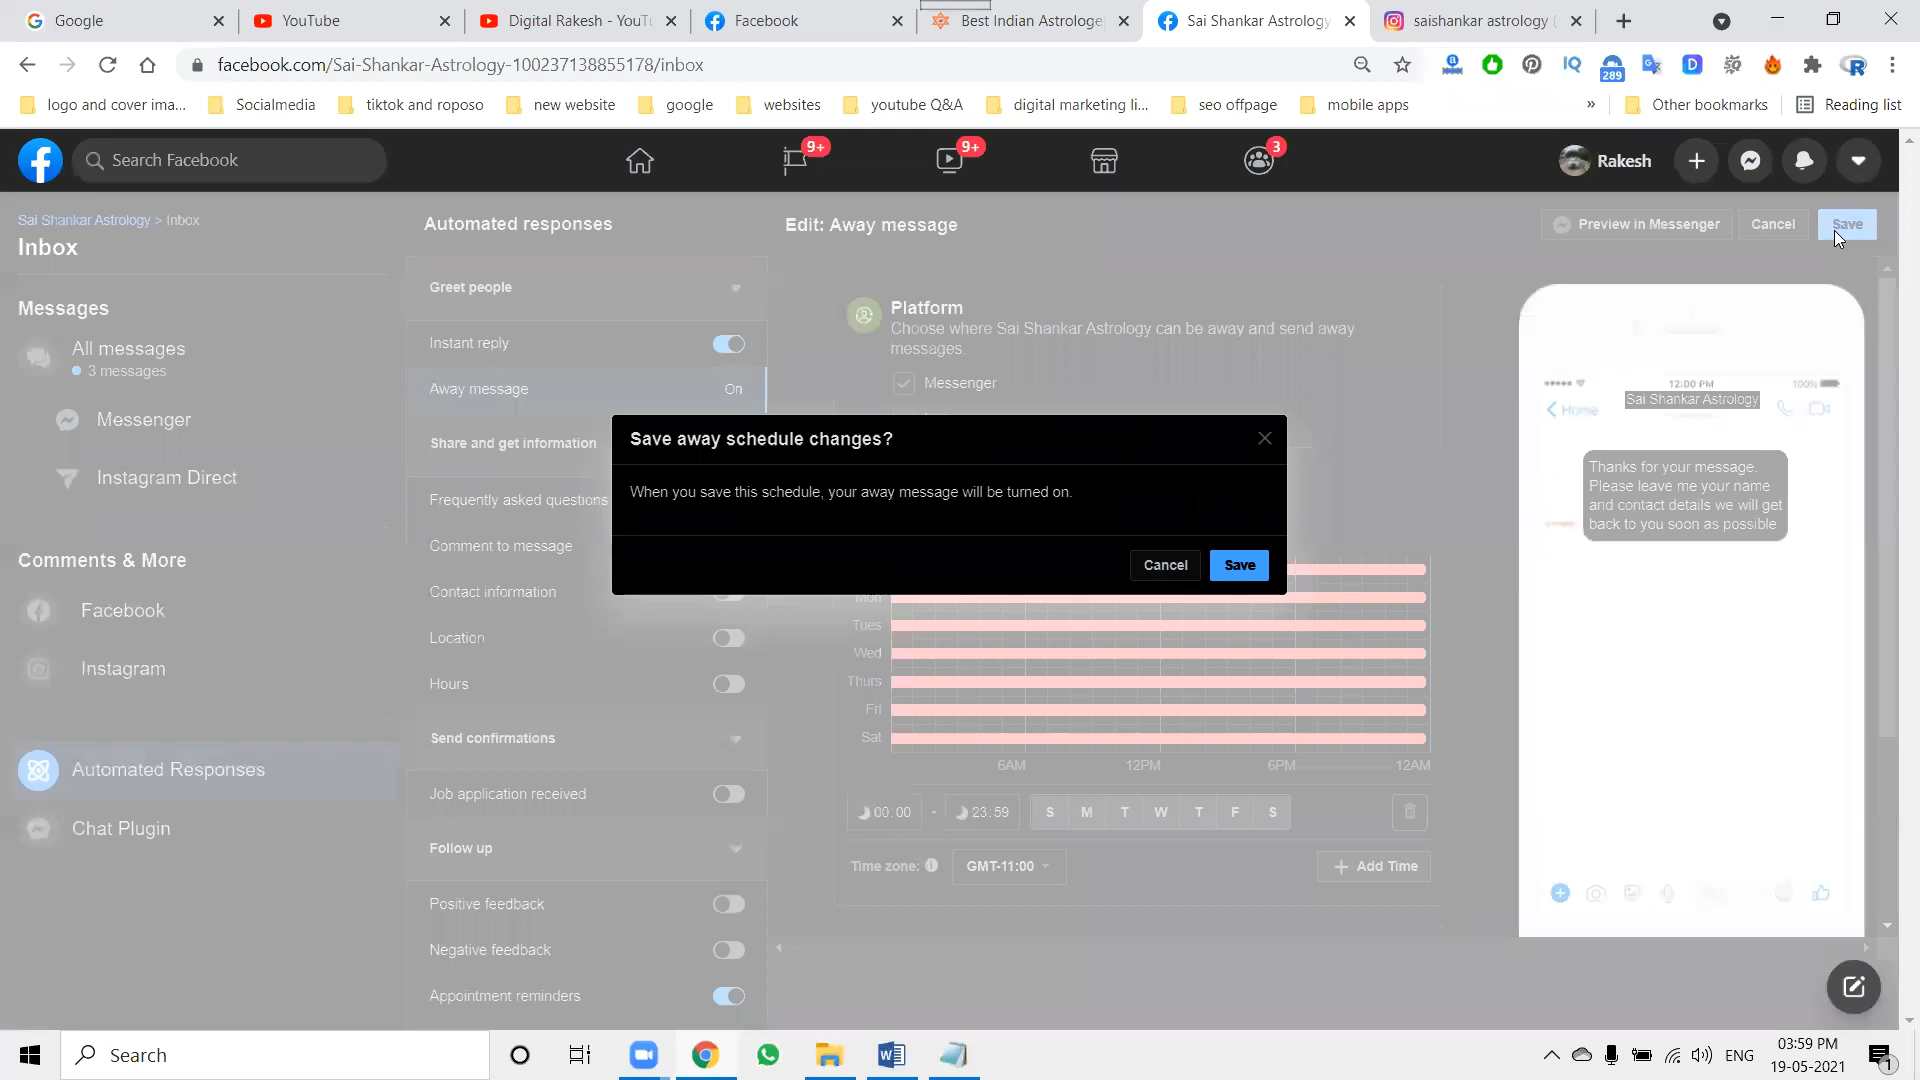 Google
YouTube
Digital Rakesh - YouTu
Facebook
Best Indian Astrologe
Sai Shankar Astrology
saishankar astrology (
facebook.com/Sai-Shankar-Astrology-100237138855178/inbox
289
logo and cover ima...
Socialmedia
tiktok and roposo
new website
google
websites
youtube Q&A
digital marketing li...
seo offpage
mobile apps
»
Other bookmarks
Reading list
Search Facebook
9+
9+
3
Rakesh
Sai Shankar Astrology > Inbox
Inbox
Messages
All messages
3 messages
Messenger
Instagram Direct
Comments & More
Facebook
Instagram
Automated Responses
Chat Plugin
Automated responses
Greet people
Instant reply
Away message On
Share and get information
Frequently asked questions
Comment to message
Contact information
Location
Hours
Send confirmations
Job application received
Follow up
Positive feedback
Negative feedback
Appointment reminders
Edit: Away message
Preview in Messenger
Cancel
Save
Platform
Choose where Sai Shankar Astrology can be away and send away
messages.
Messenger
Save away schedule changes?
When you save this schedule, your away message will be turned on.
Cancel
Save
Mon
Tues
Wed
Thurs
Fri
Sat
6AM 12PM 6PM 12AM
00:00 - 23:59 S M T W T F S
Time zone: GMT-11:00
+ Add Time
12:00 PM 100%
Home
Sai Shankar Astrology
Thanks for your message.
Please leave me your name
and contact details we will get
back to you soon as possible
Search
ENG
03:59 PM
19-05-2021
1